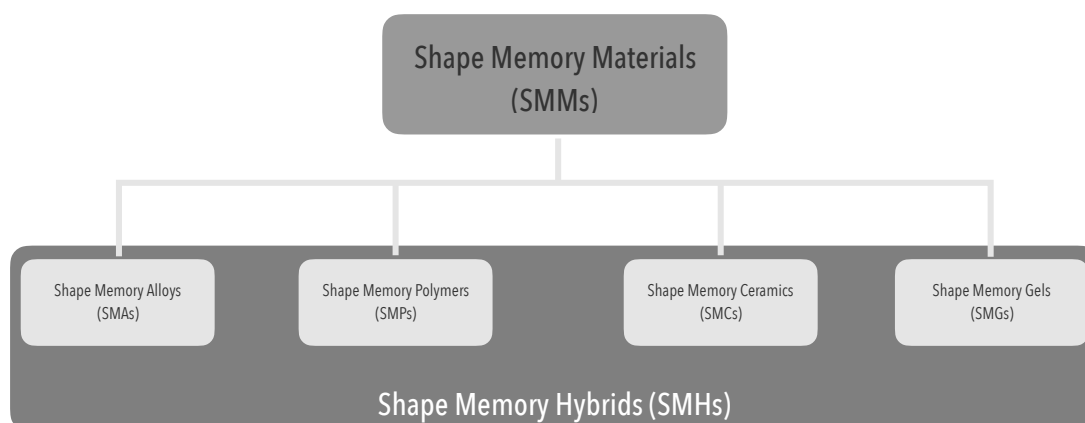 Shape Memory Materials
(SMMs)
Shape Memory Alloys
(SMAs)
Shape Memory Polymers
(SMPs)
Shape Memory Ceramics
(SMCs)
Shape Memory Gels
(SMGs)
Shape Memory Hybrids (SMHs)